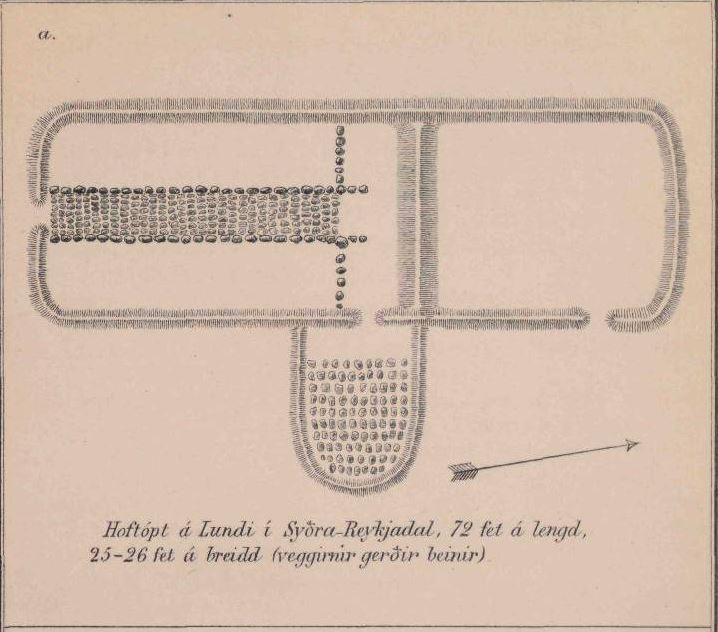 a.
Hoftópt á Lundi í Syðra-Reykjadal, 72 fet á lengd,
25-26 fet á breidd (veggirnir gerðir beinir)